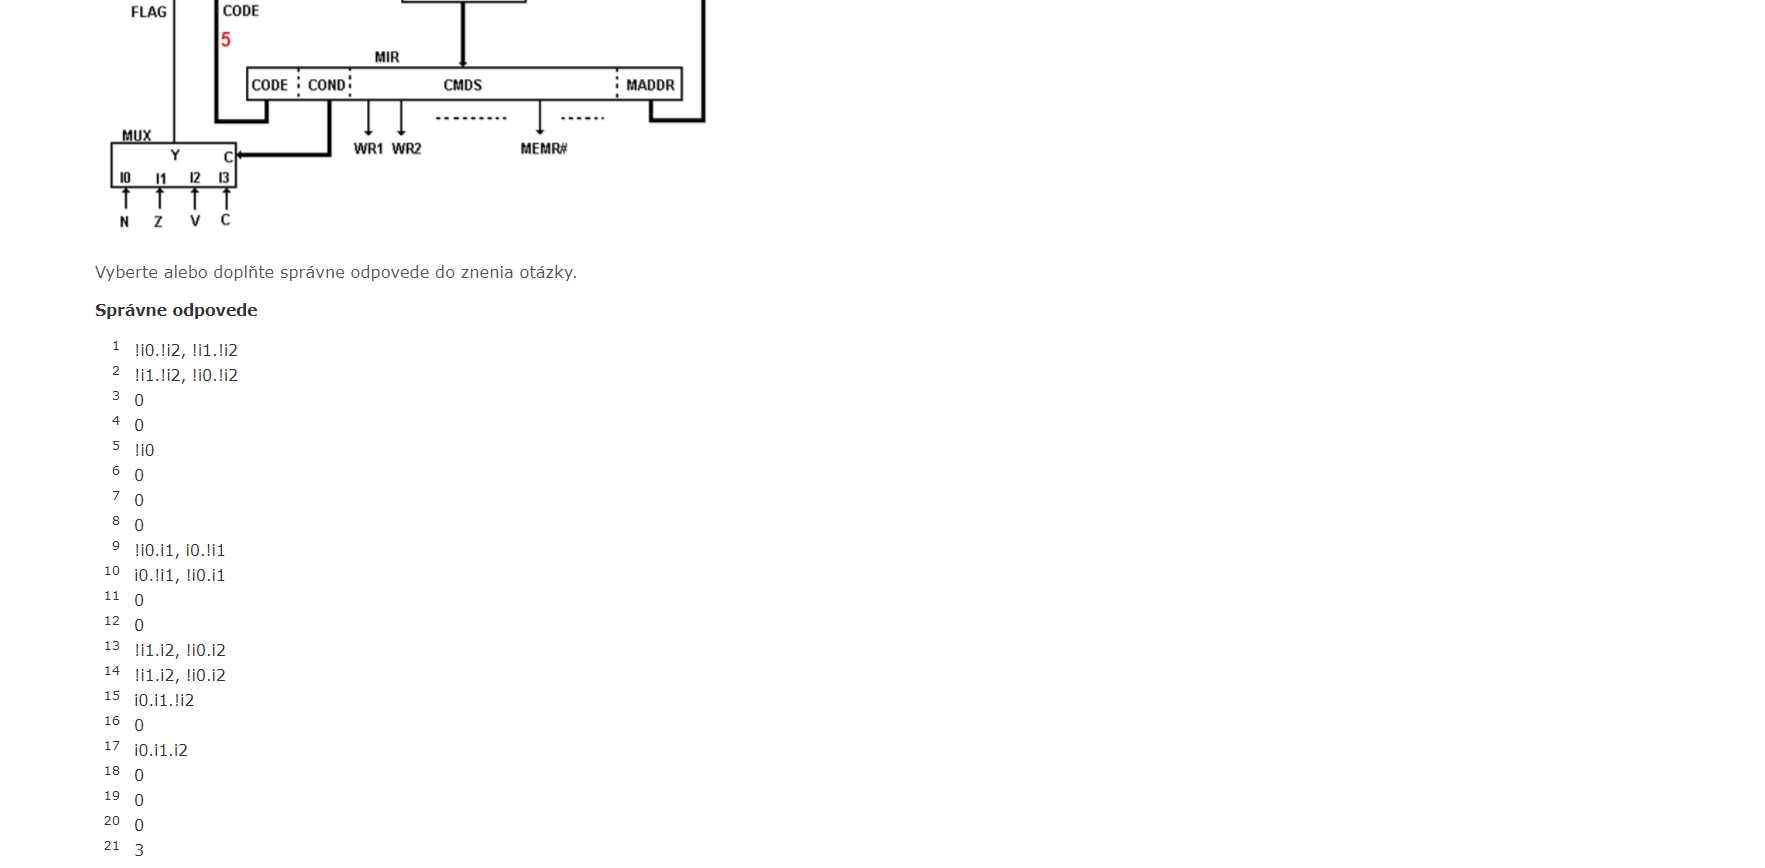 FLAG
CODE
5
MIR
CODE COND CMDS MADDR
MUX
Y C
WR1 WR2 MEMR#
I0 I1 I2 I3
N Z V C
Vyberte alebo doplňte správne odpovede do znenia otázky.
Správne odpovede
1 !i0.!i2, !i1.!i2
2 !i1.!i2, !i0.!i2
3 0
4 0
5 !i0
6 0
7 0
8 0
9 !i0.i1, i0.!i1
10 i0.!i1, !i0.i1
11 0
12 0
13 !i1.i2, !i0.i2
14 !i1.i2, !i0.i2
15 i0.i1.!i2
16 0
17 i0.i1.i2
18 0
19 0
20 0
21 3